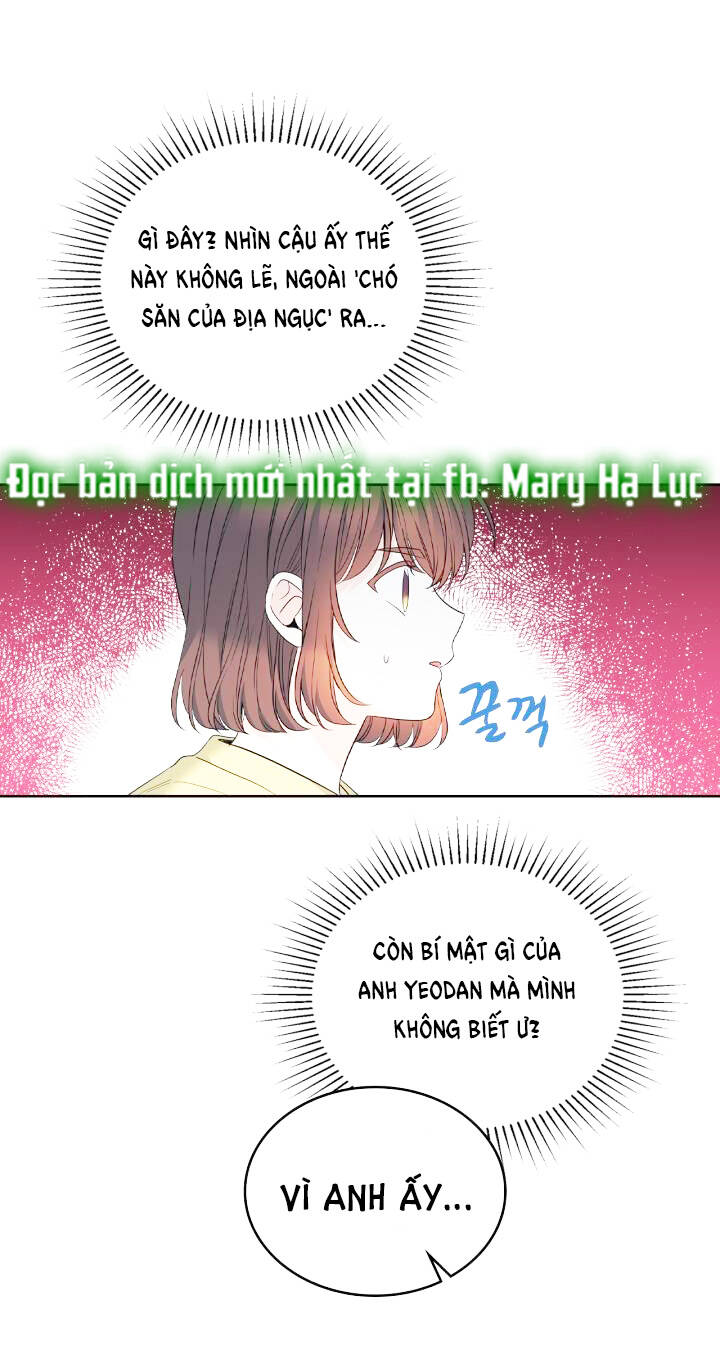 GÌ ĐÂY? NHÌN CẬU ẤY THẾ
NÀY KHÔNG LẼ, NGOÀI 'CHÓ
SĂN CỦA ĐỊA NGỤC' RA...
Đọc bản dịch mới nhất tại fb: Mary Hạ Lục
꿀꺽
CÒN BÍ MẬT GÌ CỦA
ANH YEODAN MÀ MÌNH
KHÔNG BIẾT Ư?
VÌ ANH ẤY...